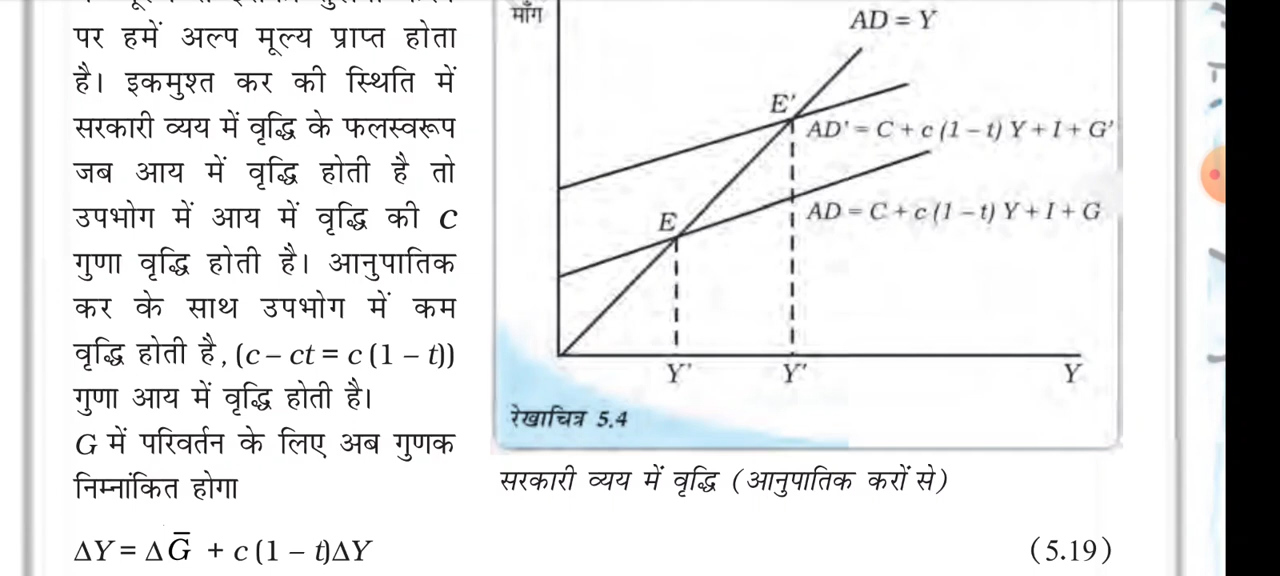 पर हमें अल्प मूल्य प्राप्त होता
है। इकमुश्त कर की स्थिति में
सरकारी व्यय में वृद्धि के फलस्वरूप
जब आय में वृद्धि होती है तो
उपभोग में आय में वृद्धि की c
गुणा वृद्धि होती है। आनुपातिक
कर के साथ उपभोग में कम
वृद्धि होती है, (c – ct = c (1 – t))
गुणा आय में वृद्धि होती है।
G में परिवर्तन के लिए अब गुणक
निम्नांकित होगा
माँग
AD = Y
E'
AD' = C + c (1 – t) Y + I + G'
E
AD = C + c (1 – t) Y + I + G
Y' Y' Y
रेखाचित्र 5.4
सरकारी व्यय में वृद्धि (आनुपातिक करों से)
ΔY = ΔG̅ + c (1 – t)ΔY (5.19)